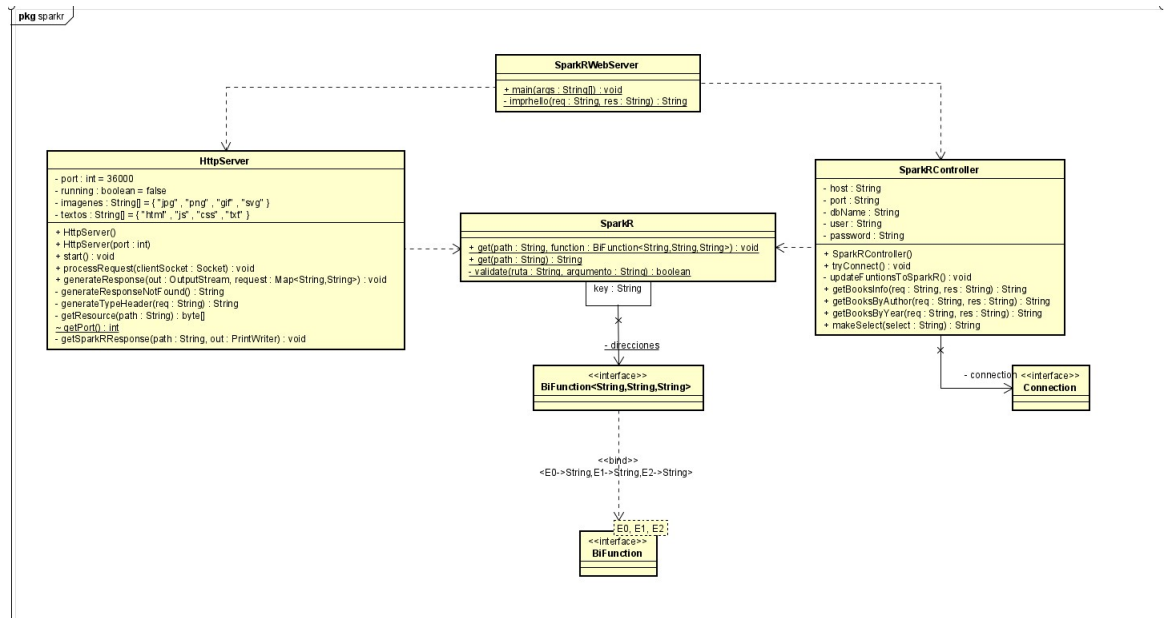 pkg sparkr
SparkRWebServer
+ main(args : String[]) : void
- imprhello(req : String, res : String) : String
HttpServer
- port : int = 36000
- running : boolean = false
- imagenes : String[] = { "jpg" , "png" , "gif" , "svg" }
- textos : String[] = { "html" , "js" , "css" , "txt" }
+ HttpServer()
+ HttpServer(port : int)
+ start() : void
+ processRequest(clientSocket : Socket) : void
+ generateResponse(out : OutputStream, request : Map<String,String>) : void
- generateResponseNotFound() : String
- generateTypeHeader(req : String) : String
- getResource(path : String) : byte[]
~ getPort() : int
- getSparkRResponse(path : String, out : PrintWriter) : void
SparkR
+ get(path : String, function : BiFunction<String,String,String>) : void
+ get(path : String) : String
- validate(ruta : String, argumento : String) : boolean
key : String
- direcciones
SparkRController
- host : String
- port : String
- dbName : String
- user : String
- password : String
+ SparkRController()
+ tryConnect() : void
- updateFuntionsToSparkR() : void
+ getBooksInfo(req : String, res : String) : String
+ getBooksByAuthor(req : String, res : String) : String
+ getBooksByYear(req : String, res : String) : String
+ makeSelect(select : String) : String
- connection
<<interface>>
Connection
<<interface>>
BiFunction<String,String,String>
<<bind>>
<E0->String,E1->String,E2->String>
E0, E1, E2
<<interface>>
BiFunction